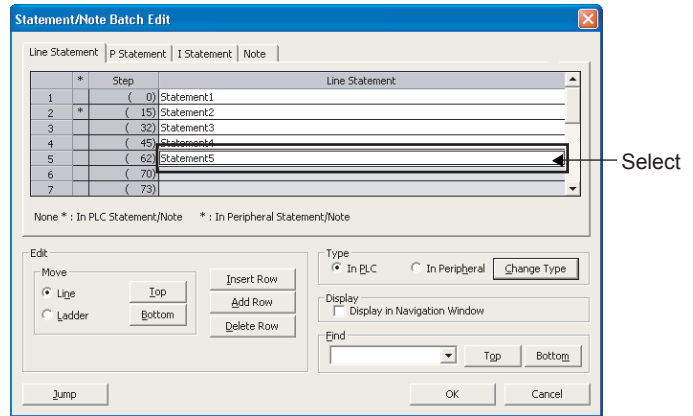 Statement/Note Batch Edit
Line Statement P Statement I Statement Note
* Step Line Statement
1 ( 0) Statement1
2 * ( 15) Statement2
3 ( 32) Statement3
4 ( 45) Statement4
5 ( 62) Statement5
6 ( 70)
7 ( 73)
Select
None * : In PLC Statement/Note * : In Peripheral Statement/Note
Edit
Move
Line
Ladder
Top
Bottom
Insert Row
Add Row
Delete Row
Type
In PLC In Peripheral Change Type
Display
Display in Navigation Window
Find
Top Bottom
Jump OK Cancel